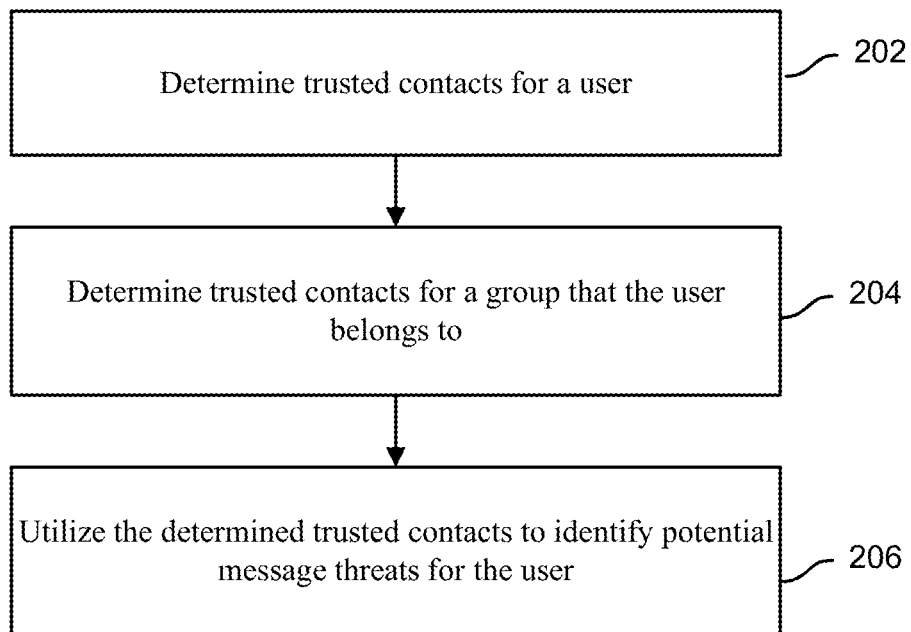 Determine trusted contacts for a user
202
Determine trusted contacts for a group that the user
belongs to
204
Utilize the determined trusted contacts to identify potential
message threats for the user
206